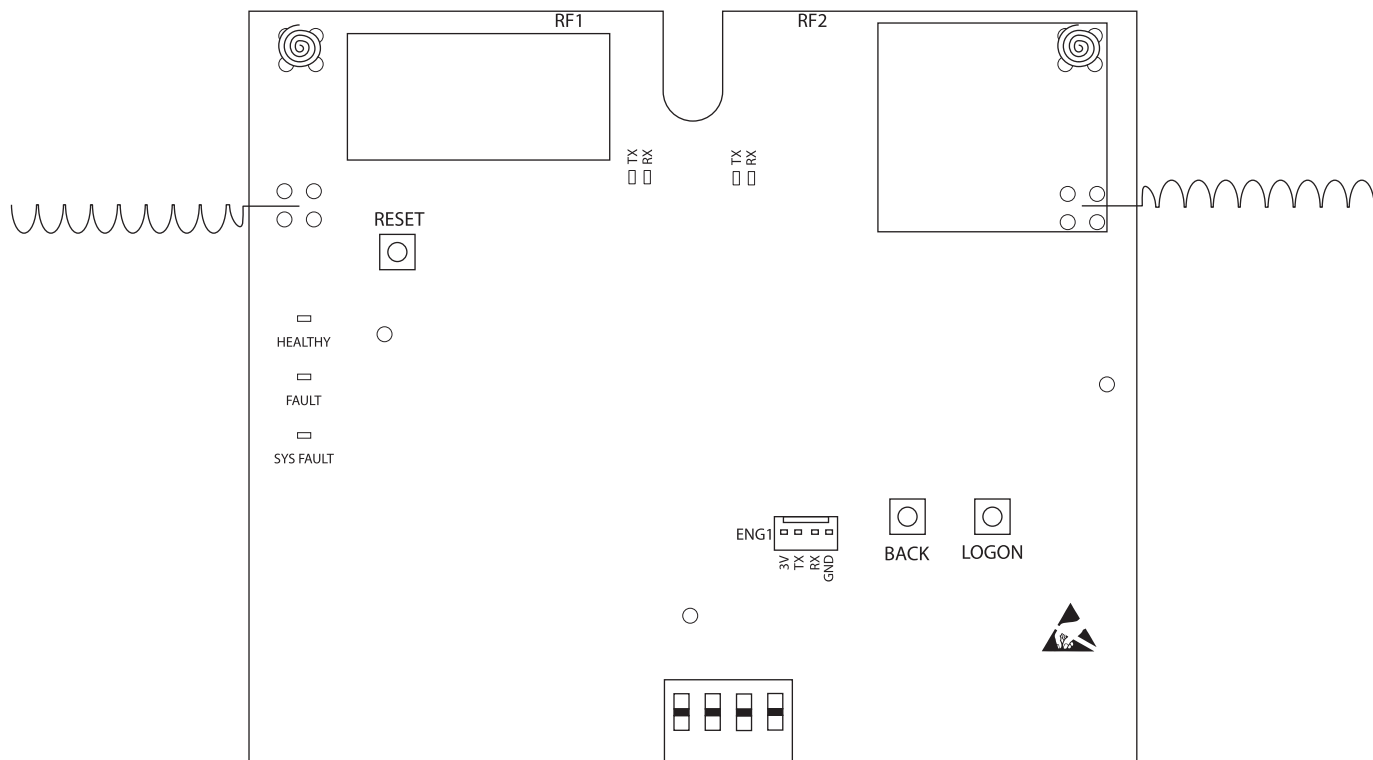 RF1
RF2
TX
RX
TX
RX
RESET
HEALTHY
FAULT
SYS FAULT
ENG1
3V
TX
RX
GND
BACK
LOGON